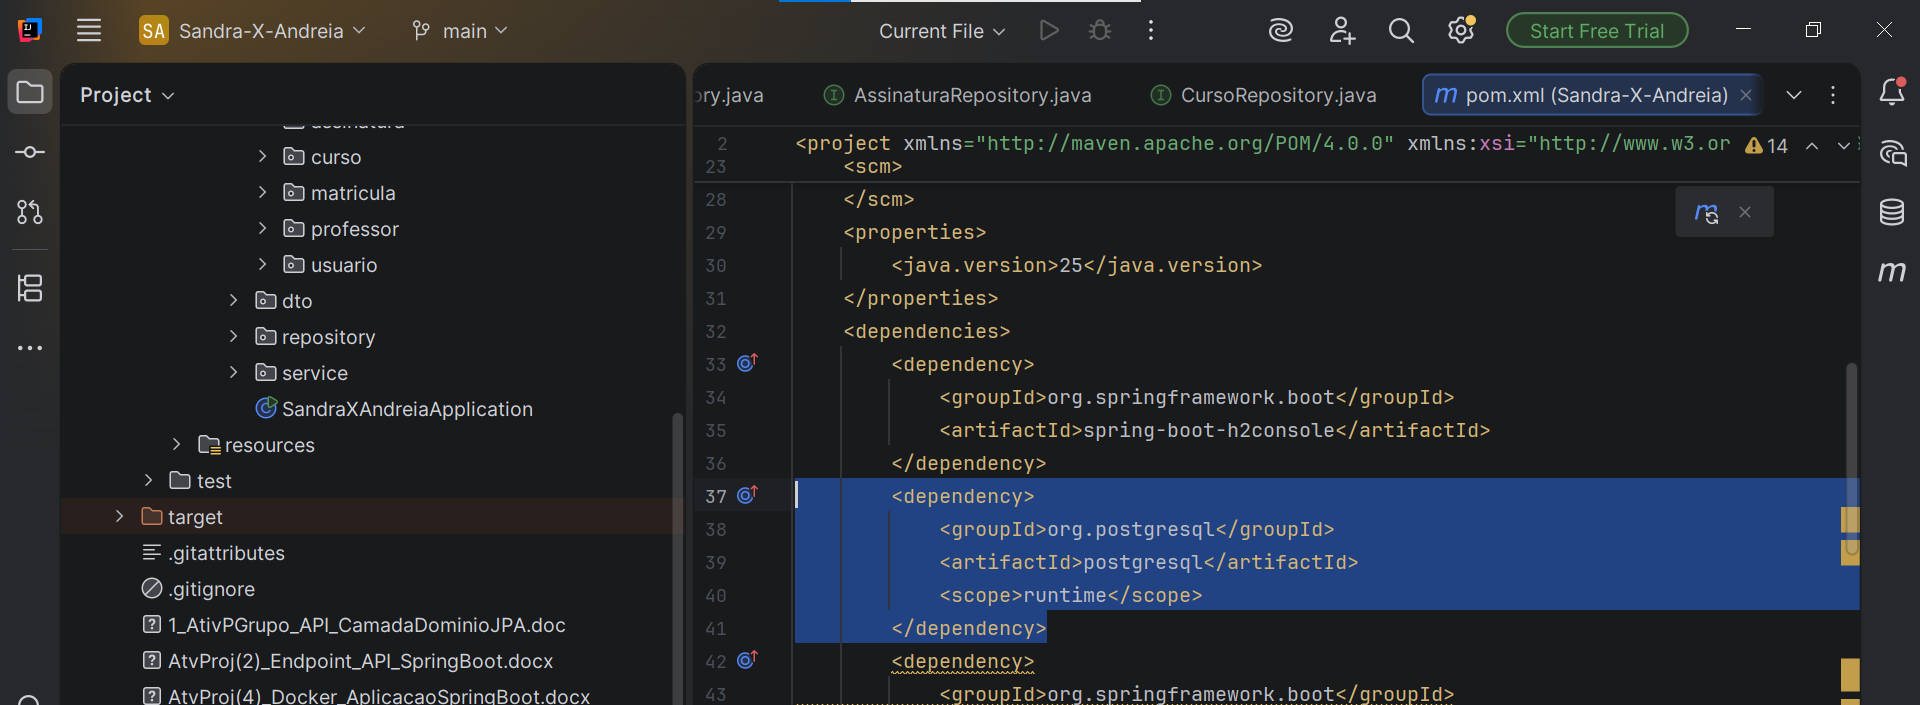 SA Sandra-X-Andreia main Current File Start Free Trial
Project
curso
matricula
professor
usuario
dto
repository
service
SandraXAndreiaApplication
resources
test
target
.gitattributes
.gitignore
1_AtivPGrupo_API_CamadaDominioJPA.doc
AtvProj(2)_Endpoint_API_SpringBoot.docx
AtvProj(4)_Docker_AplicacaoSpringBoot.docx
ory.java AssinaturaRepository.java CursoRepository.java pom.xml (Sandra-X-Andreia)
2 <project xmlns="http://maven.apache.org/POM/4.0.0" xmlns:xsi="http://www.w3.or 14
23 <scm>
28 </scm>
29 <properties>
30 <java.version>25</java.version>
31 </properties>
32 <dependencies>
33 <dependency>
34 <groupId>org.springframework.boot</groupId>
35 <artifactId>spring-boot-h2console</artifactId>
36 </dependency>
37 <dependency>
38 <groupId>org.postgresql</groupId>
39 <artifactId>postgresql</artifactId>
40 <scope>runtime</scope>
41 </dependency>
42 <dependency>
43 <groupId>org.springframework.boot</groupId>